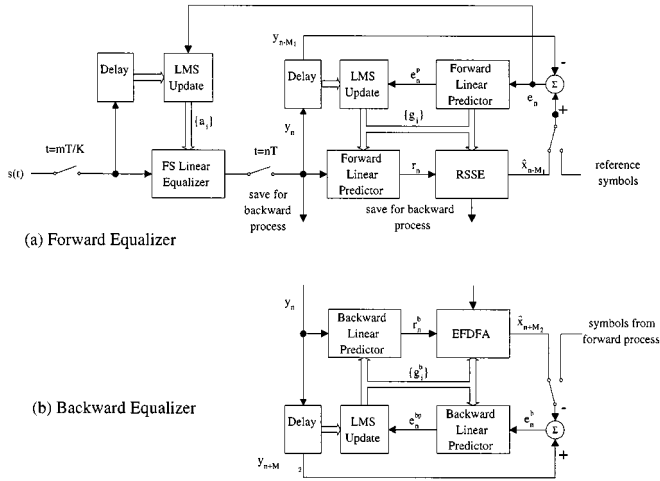 y_{n-M_1}
Delay
LMS
Update
Delay
LMS
Update
e_n^p
Forward
Linear
Predictor
e_n
Σ
-
+
{a_i}
y_n
{g_i}
t=mT/K
t=nT
s(t)
FS Linear
Equalizer
Forward
Linear
Predictor
r_n
RSSE
x̂_{n-M_1}
reference
symbols
save for
backward
process
save for backward
process
(a) Forward Equalizer
y_n
Backward
Linear
Predictor
r_n^b
EFDFA
x̂_{n+M_2}
symbols from
forward process
{g_i^b}
(b) Backward Equalizer
Delay
LMS
Update
e_n^{bp}
Backward
Linear
Predictor
e_n^b
-
Σ
+
y_{n+M_2}